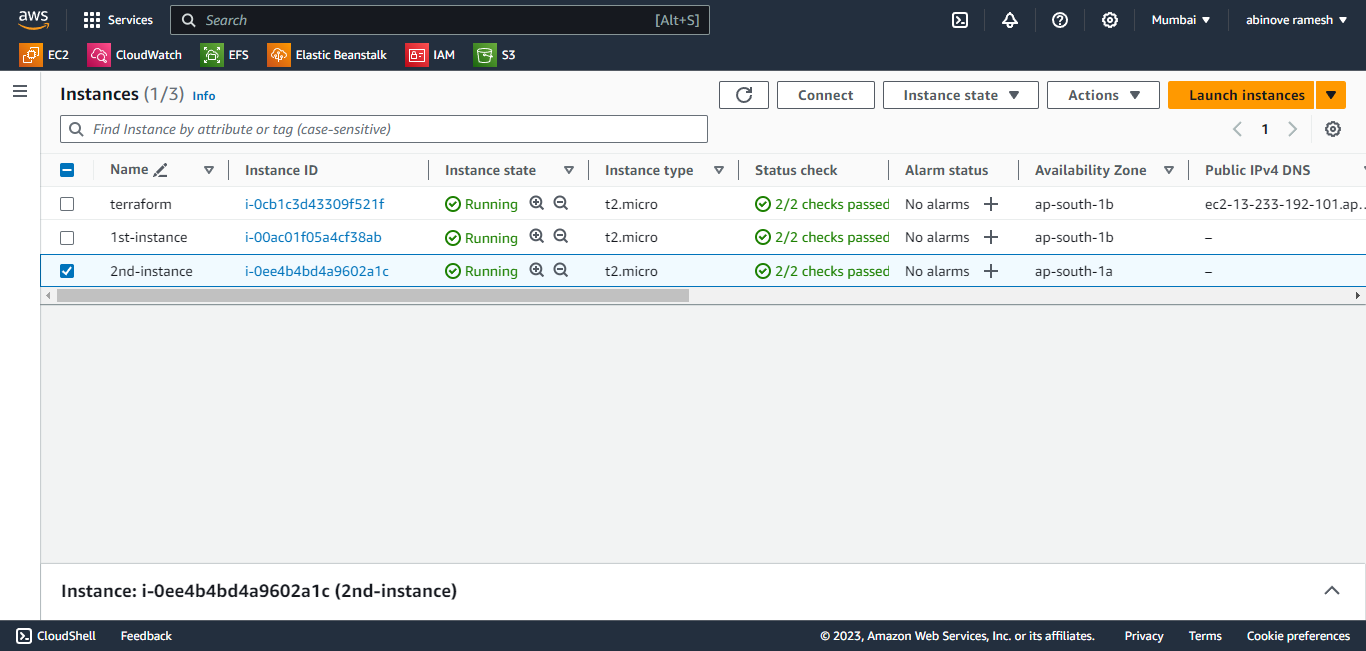 aws Services Search [Alt+S] Mumbai abinove ramesh
EC2 CloudWatch EFS Elastic Beanstalk IAM S3
Instances (1/3) Info Connect Instance state Actions Launch instances
Find Instance by attribute or tag (case-sensitive) 1
Name Instance ID Instance state Instance type Status check Alarm status Availability Zone Public IPv4 DNS
terraform i-0cb1c3d43309f521f Running t2.micro 2/2 checks passed No alarms ap-south-1b ec2-13-233-192-101.ap...
1st-instance i-00ac01f05a4cf38ab Running t2.micro 2/2 checks passed No alarms ap-south-1b –
2nd-instance i-0ee4b4bd4a9602a1c Running t2.micro 2/2 checks passed No alarms ap-south-1a –
Instance: i-0ee4b4bd4a9602a1c (2nd-instance)
CloudShell Feedback © 2023, Amazon Web Services, Inc. or its affiliates. Privacy Terms Cookie preferences